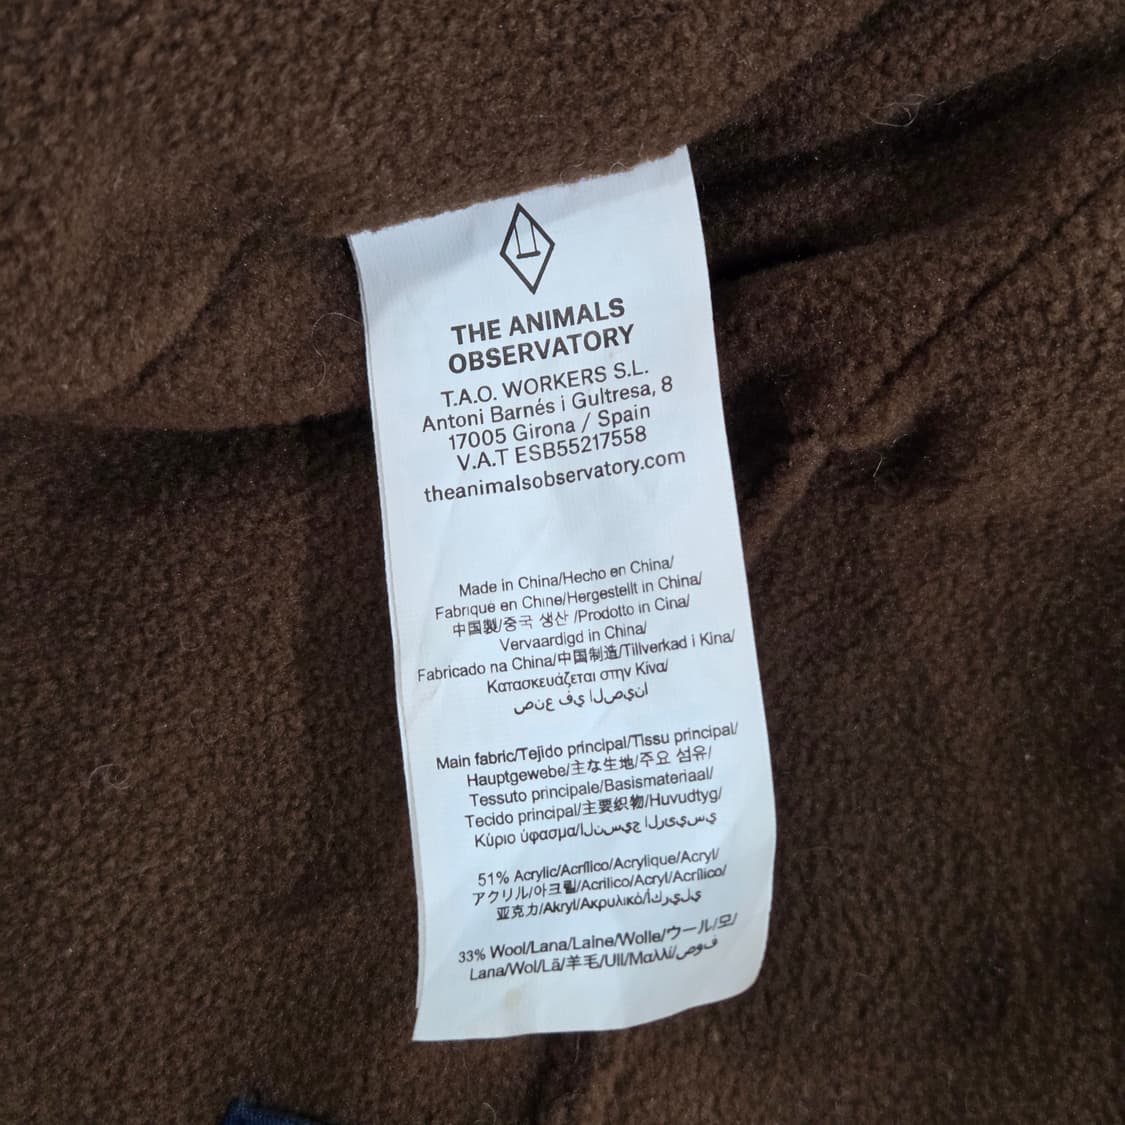 THE ANIMALS
OBSERVATORY
T.A.O. WORKERS S.L.
Antoni Barnés i Gultresa, 8
17005 Girona / Spain
V.A.T ESB55217558
theanimalsobservatory.com
Made in China/Hecho en China/
Fabriqué en Chine/Hergestellt in China/
中国製/중국 생산 /Prodotto in Cina/
Vervaardigd in China/
Fabricado na China/中国制造/Tillverkad i Kina/
Κατασκευάζεται στην Κίνα/
صنع في الصين
Main fabric/Tejido principal/Tissu principal/
Hauptgewebe/主な生地/주요 섬유/
Tessuto principale/Basismateriaal/
Tecido principal/主要织物/Huvudtyg/
Κύριο ύφασμα/النسيج الرئيسي
51% Acrylic/Acrílico/Acrylique/Acryl/
アクリル/아크릴/Acrilico/Acryl/Acrílico/
亚克力/Akryl/Ακρυλικό/أكريلي
33% Wool/Lana/Laine/Wolle/ウール/모/
Lana/Wol/Lã/羊毛/Ull/Μαλλί/صوف